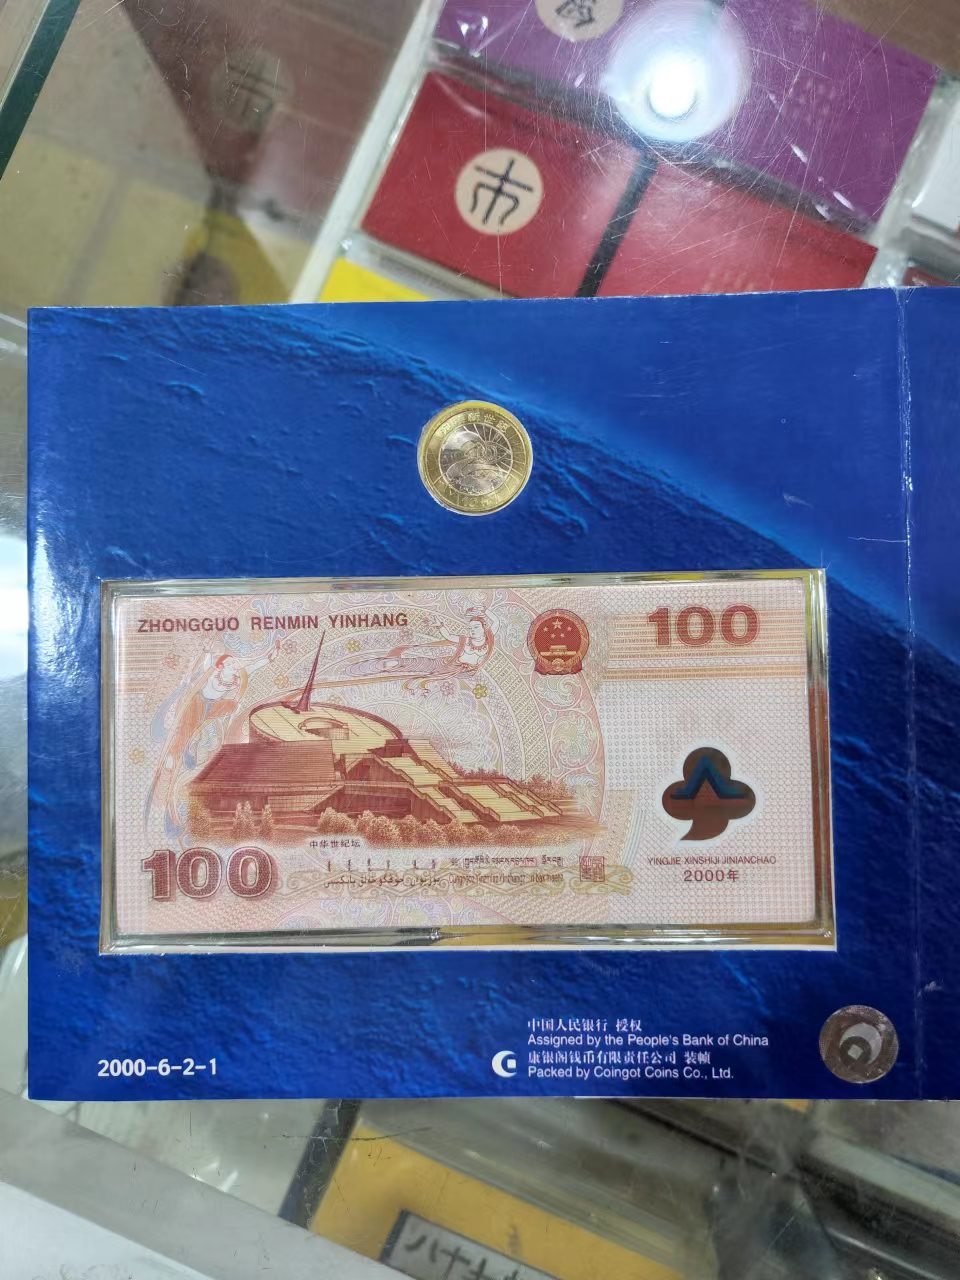 市
ZHONGGUO RENMIN YINHANG
100
中华世纪坛
100
YINGJIE XINSHIJI JINIANCHAO
2000年
中国人民银行 授权
Assigned by the People's Bank of China
康银阁钱币有限责任公司 装帧
Packed by Coingot Coins Co., Ltd.
2000-6-2-1